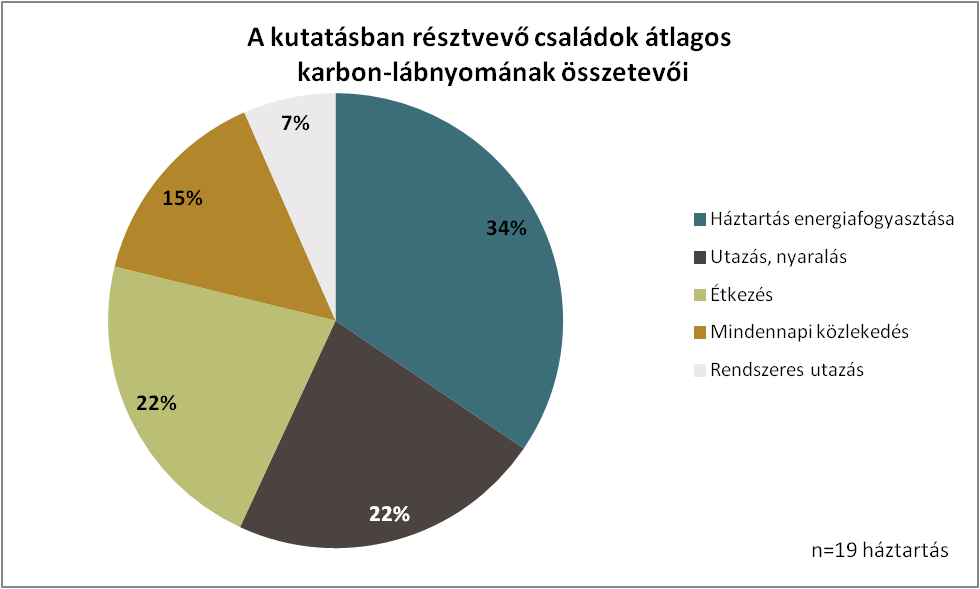 A kutatásban résztvevő családok átlagos
karbon-lábnyomának összetevői
7%
15%
34%
22%
22%
Háztartás energiafogyasztása
Utazás, nyaralás
Étkezés
Mindennapi közlekedés
Rendszeres utazás
n=19 háztartás